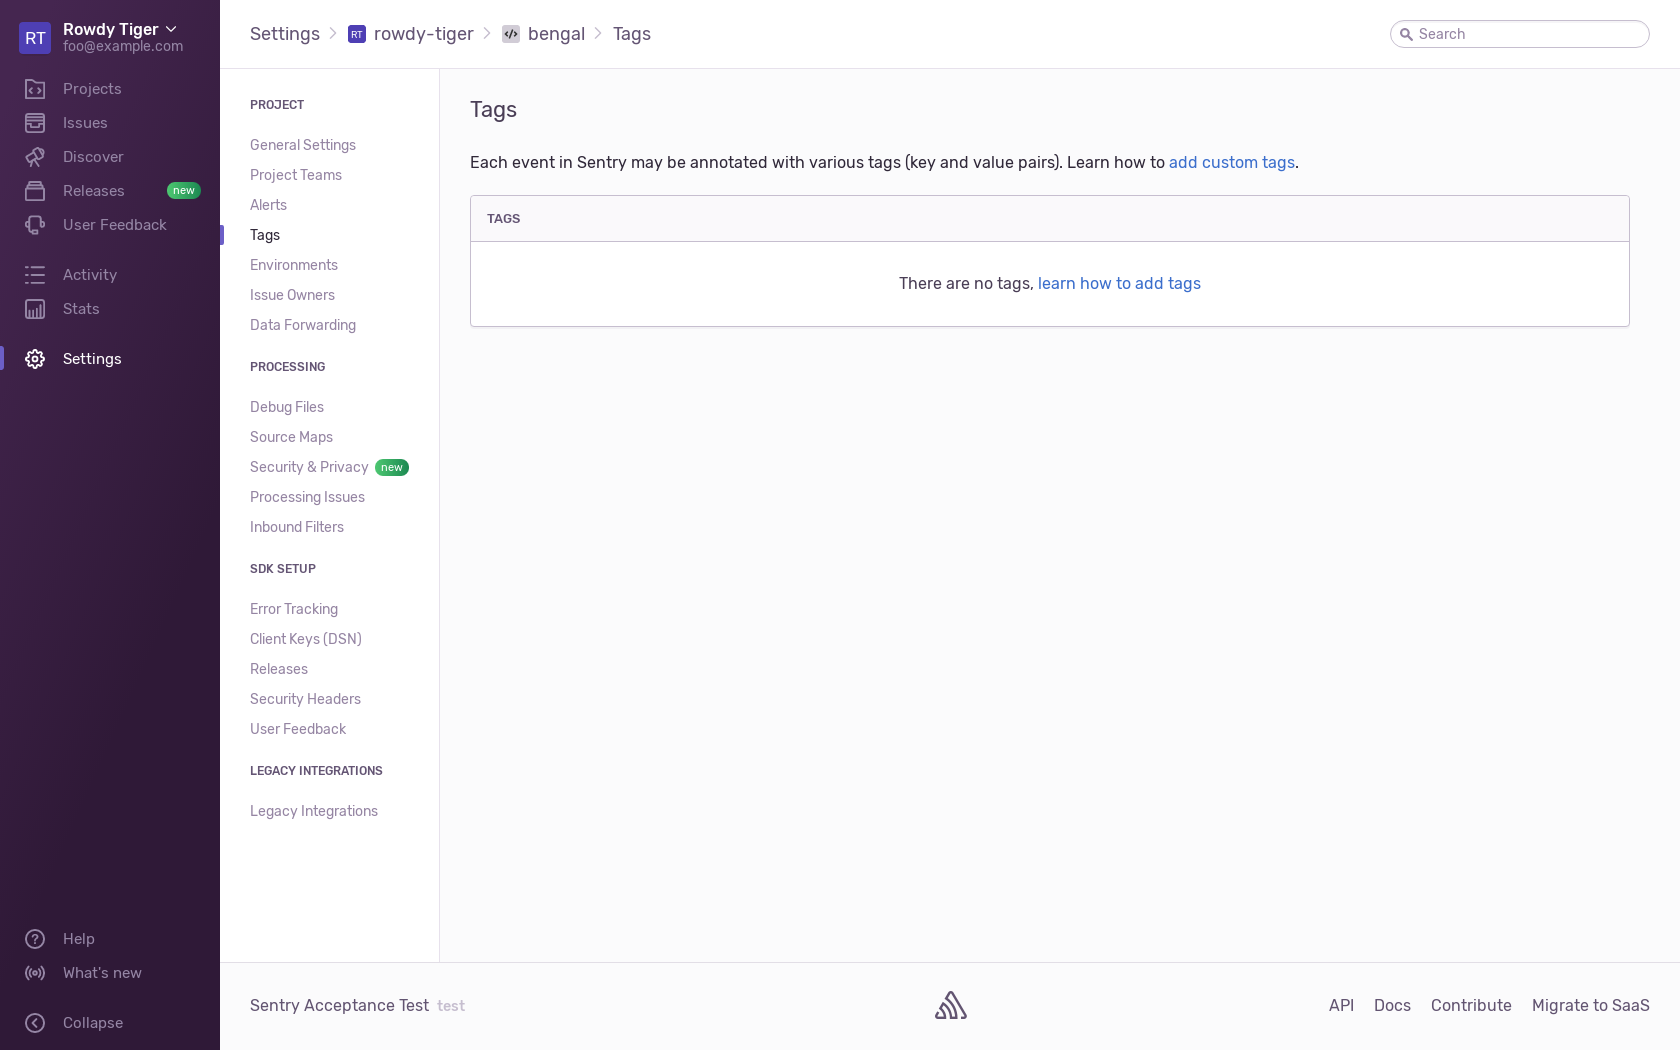 RT
Rowdy Tiger
foo@example.com
Projects
Issues
Discover
Releases new
User Feedback
Activity
Stats
Settings
Help
What's new
Collapse
Settings RT rowdy-tiger bengal Tags
Search
PROJECT
General Settings
Project Teams
Alerts
Tags
Environments
Issue Owners
Data Forwarding
PROCESSING
Debug Files
Source Maps
Security & Privacy new
Processing Issues
Inbound Filters
SDK SETUP
Error Tracking
Client Keys (DSN)
Releases
Security Headers
User Feedback
LEGACY INTEGRATIONS
Legacy Integrations
Tags
Each event in Sentry may be annotated with various tags (key and value pairs). Learn how to add custom tags.
TAGS
There are no tags, learn how to add tags
Sentry Acceptance Test test
API Docs Contribute Migrate to SaaS